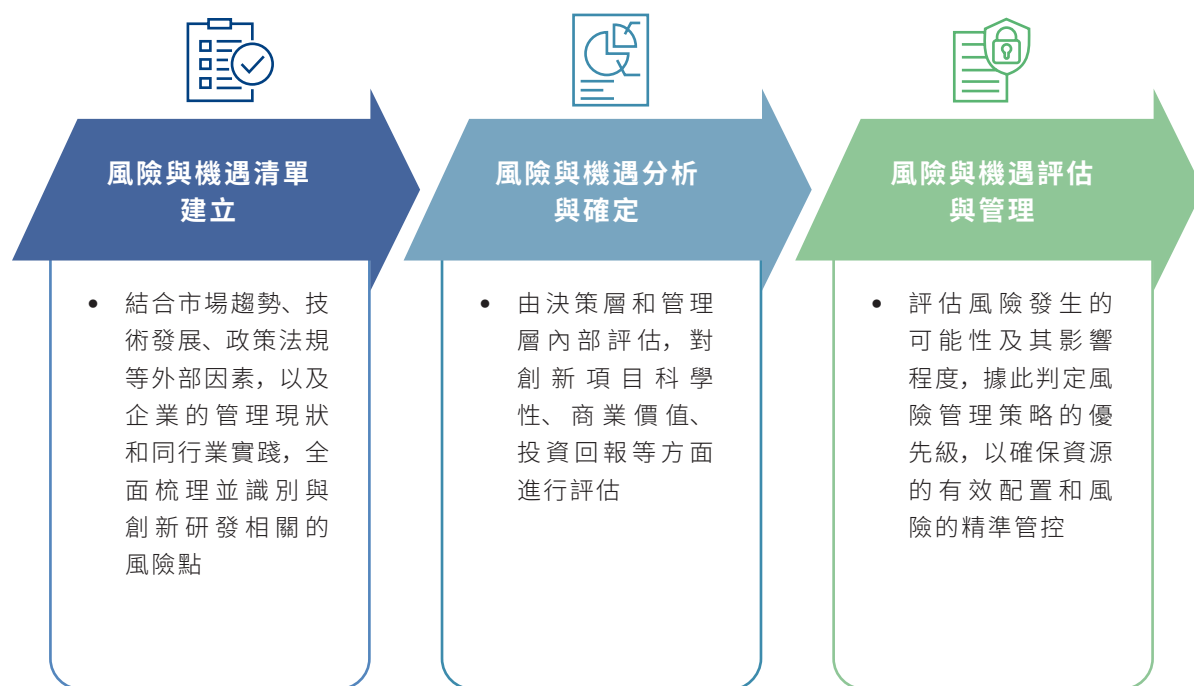 風險與機遇清單
建立
• 結合市場趨勢、技
術發展、政策法規
等外部因素，以及
企業的管理現狀
和同行業實踐，全
面梳理並識別與
創新研發相關的
風險點
風險與機遇分析
與確定
• 由決策層和管理
層內部評估，對
創新項目科學
性、商業價值、
投資回報等方面
進行評估
風險與機遇評估
與管理
• 評估風險發生的
可能性及其影響
程度，據此判定風
險管理策略的優
先級，以確保資源
的有效配置和風
險的精準管控